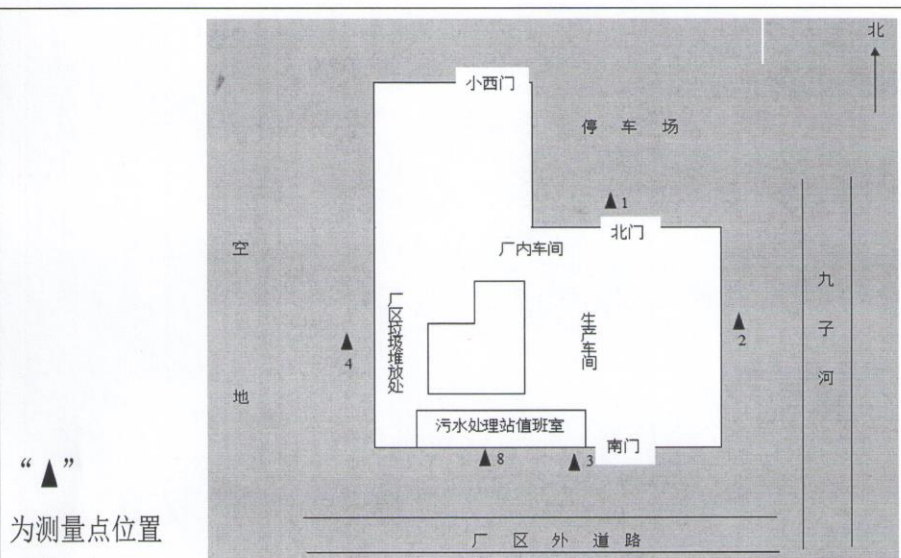 北
小西门
停车场
1
北门
厂内车间
空地
九子河
厂区垃圾堆放处
生产车间
2
4
污水处理站值班室
南门
8
3
“▲”
为测量点位置
厂区外道路